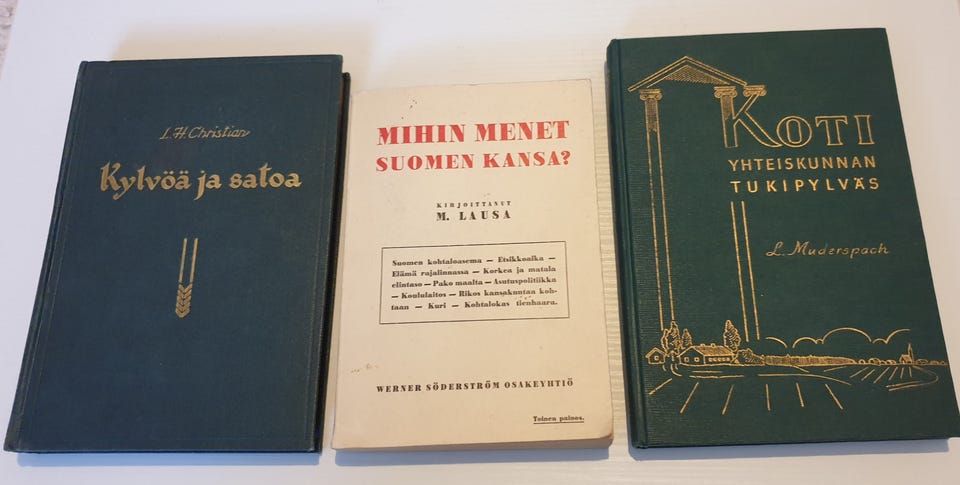 L. H. Christian
Kylvöä ja satoa
MIHIN MENET
SUOMEN KANSA?
KIRJOITTANUT
M. LAUSA
Suomen kohtaloasema — Etsikkoaika —
Elämä rajalinnassa — Korkea ja matala
elintaso — Pako maalta — Asutuspolitiikka
— Koululaitos — Rikos kansakuntaa koh-
taan — Kuri — Kohtalokas tienhaara.
WERNER SÖDERSTRÖM OSAKEYHTIÖ
Toinen painos.
KOTI
YHTEISKUNNAN
TUKIPYLVÄS
L. Muderspach